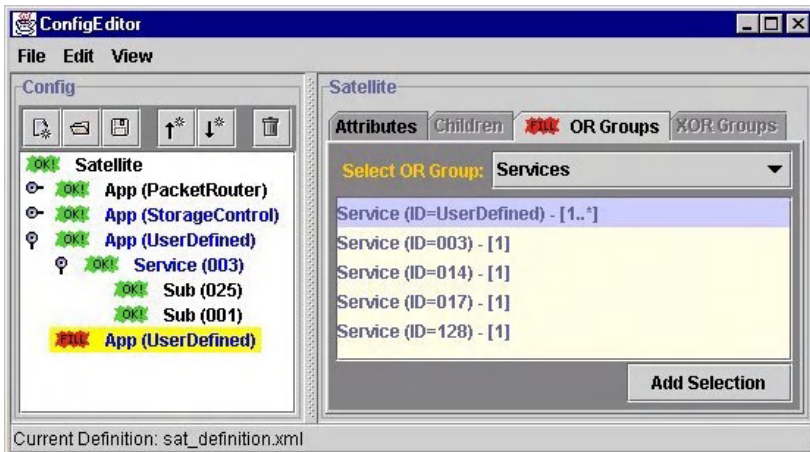 ConfigEditor
File Edit View
Config
OK! Satellite
OK! App (PacketRouter)
OK! App (StorageControl)
OK! App (UserDefined)
OK! Service (003)
OK! Sub (025)
OK! Sub (001)
FILL App (UserDefined)
Satellite
Attributes Children FILL OR Groups XOR Groups
Select OR Group: Services
Service (ID=UserDefined) - [1..*]
Service (ID=003) - [1]
Service (ID=014) - [1]
Service (ID=017) - [1]
Service (ID=128) - [1]
Add Selection
Current Definition: sat_definition.xml